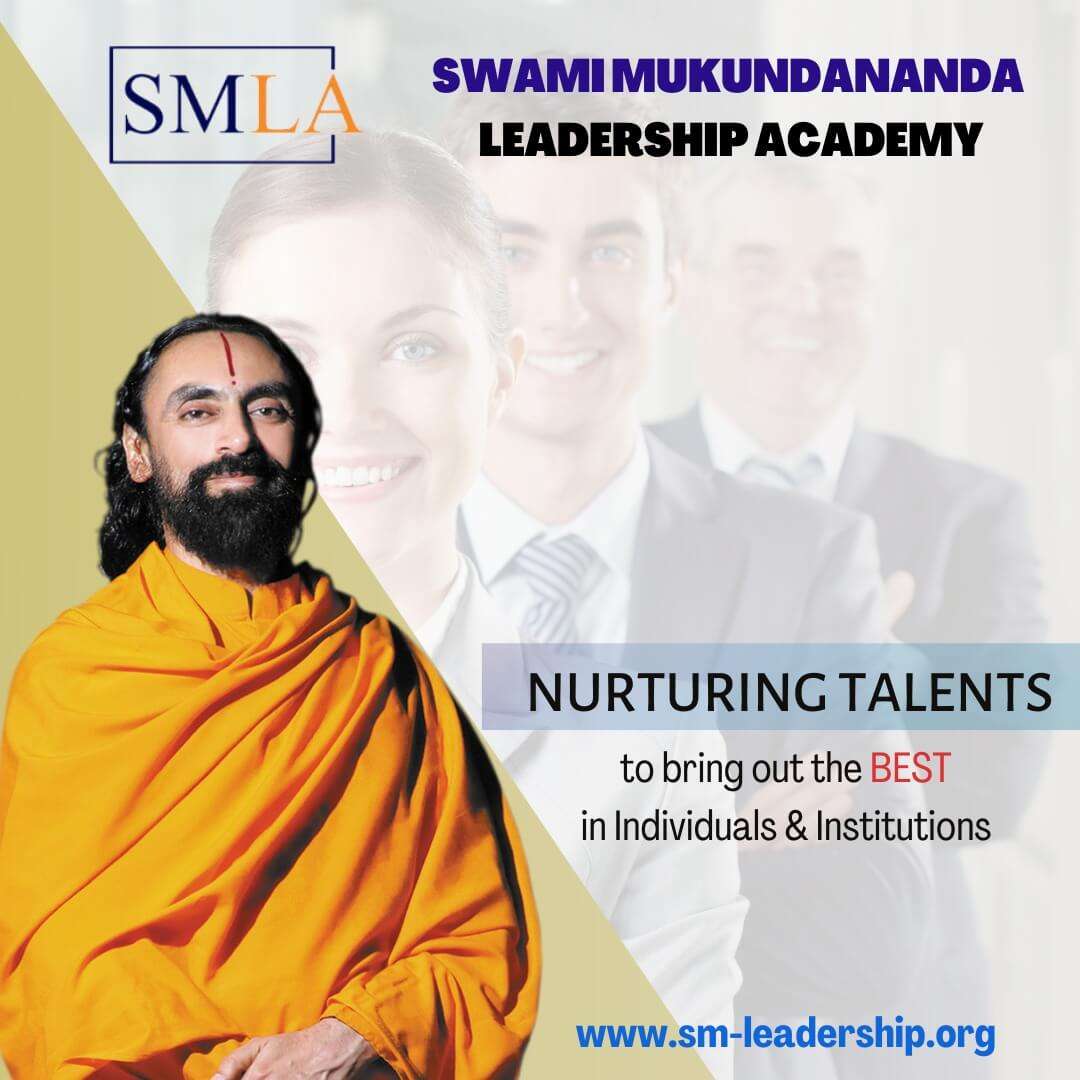 SMLA
SWAMI MUKUNDANANDA
LEADERSHIP ACADEMY
NURTURING TALENTS
to bring out the BEST
in Individuals & Institutions
www.sm-leadership.org